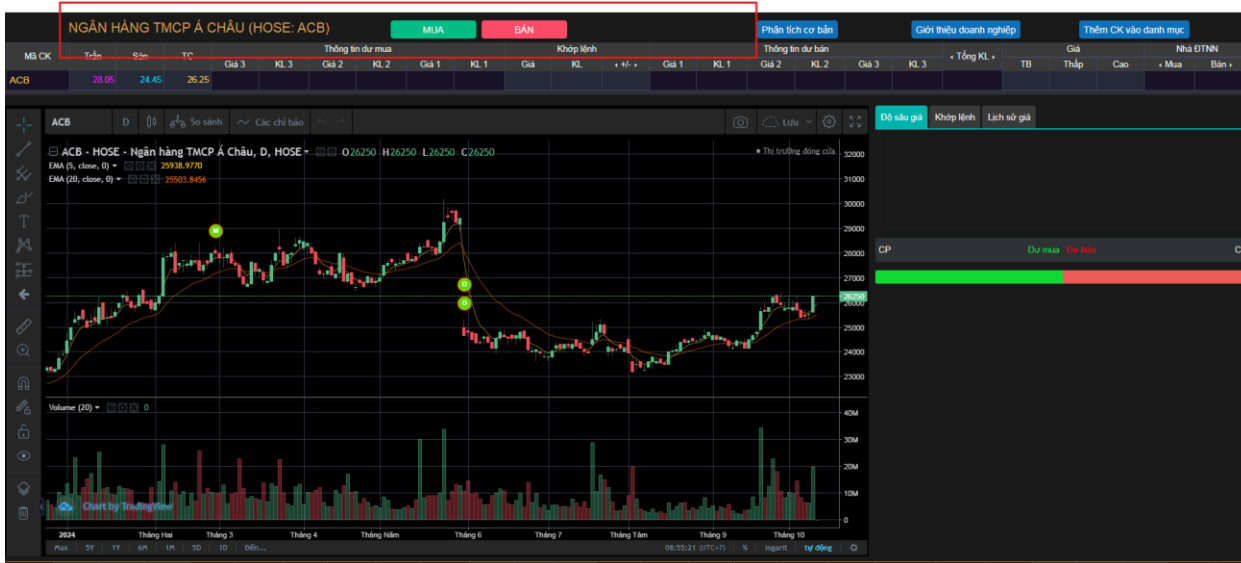 NGÂN HÀNG TMCP Á CHÂU (HOSE: ACB) MUA BÁN Phân tích cơ bản Giới thiệu doanh nghiệp Thêm CK vào danh mục
Mã CK Trần Sàn TC Thông tin dư mua Khớp lệnh Thông tin dư bán Tổng KL Giá Nhà ĐTNN
Giá 3 KL 3 Giá 2 KL 2 Giá 1 KL 1 Giá KL +/- Giá 1 KL 1 Giá 2 KL 2 Giá 3 KL 3 TB Thấp Cao Mua Bán
ACB 28.05 24.45 26.25
ACB D So sánh Các chỉ báo Lưu
Độ sâu giá Khớp lệnh Lịch sử giá
ACB - HOSE - Ngân hàng TMCP Á Châu, D, HOSE O26250 H26250 L26250 C26250
Thị trường đóng cửa
EMA (5, close, 0) 25938.9770
EMA (20, close, 0) 25503.8456
32000
31000
30000
29000
28000
27000
26250
26000
25000
24000
23000
M
D
D
CP Dư mua Dư bán C
Volume (20) 0
40M
30M
20M
10M
0
Chart by TradingView
2024 Tháng Hai Tháng 3 Tháng 4 Tháng Năm Tháng 6 Tháng 7 Tháng Tám Tháng 9 Tháng 10
Max 5Y 1Y 6M 1M 5D 1D Đến... 08:55:21 (UTC+7) % logarit tự động